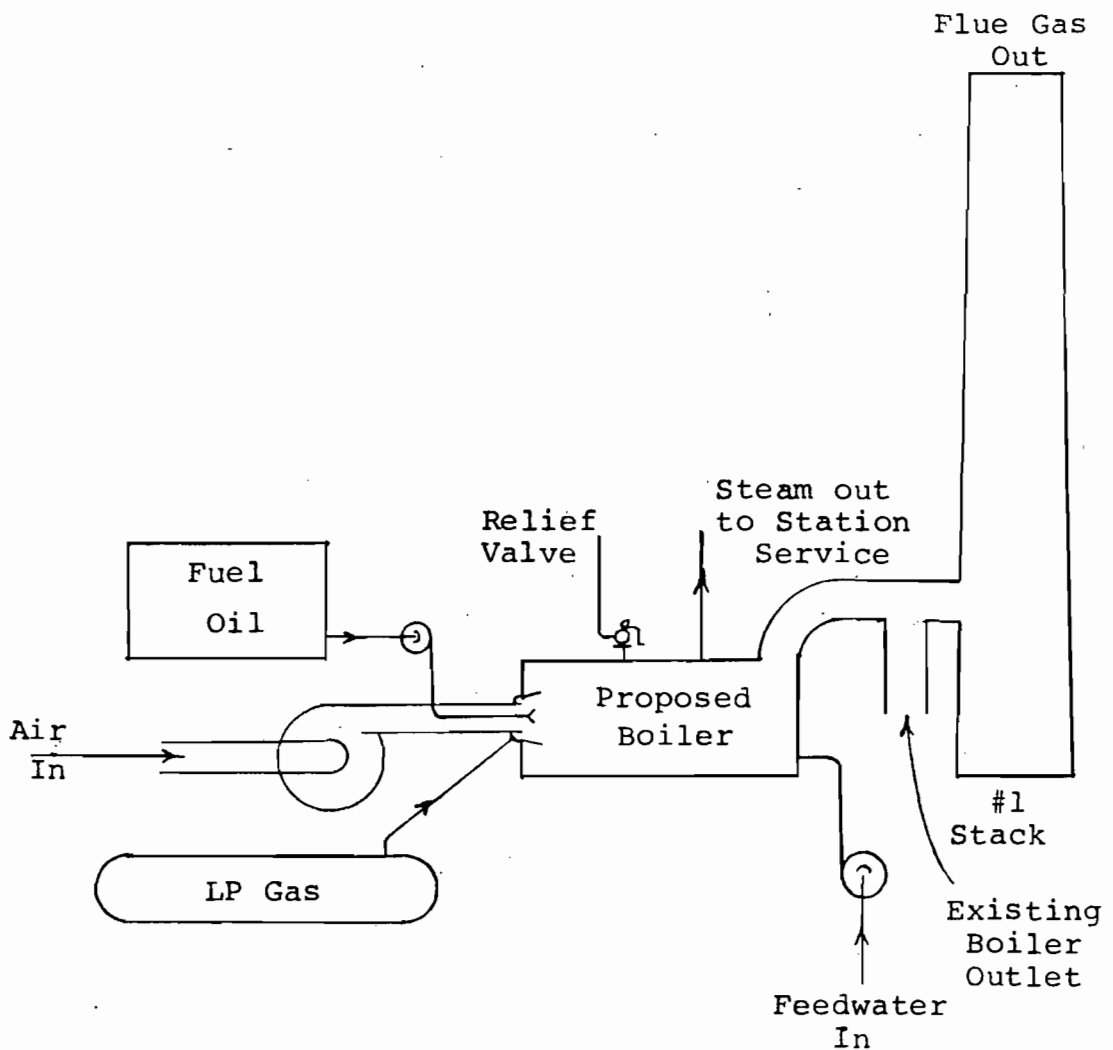 Flue Gas
Out
Steam out
to Station
Service
Relief
Valve
Fuel
Oil
Proposed
Boiler
Air
In
#1
Stack
LP Gas
Existing
Boiler
Outlet
Feedwater
In